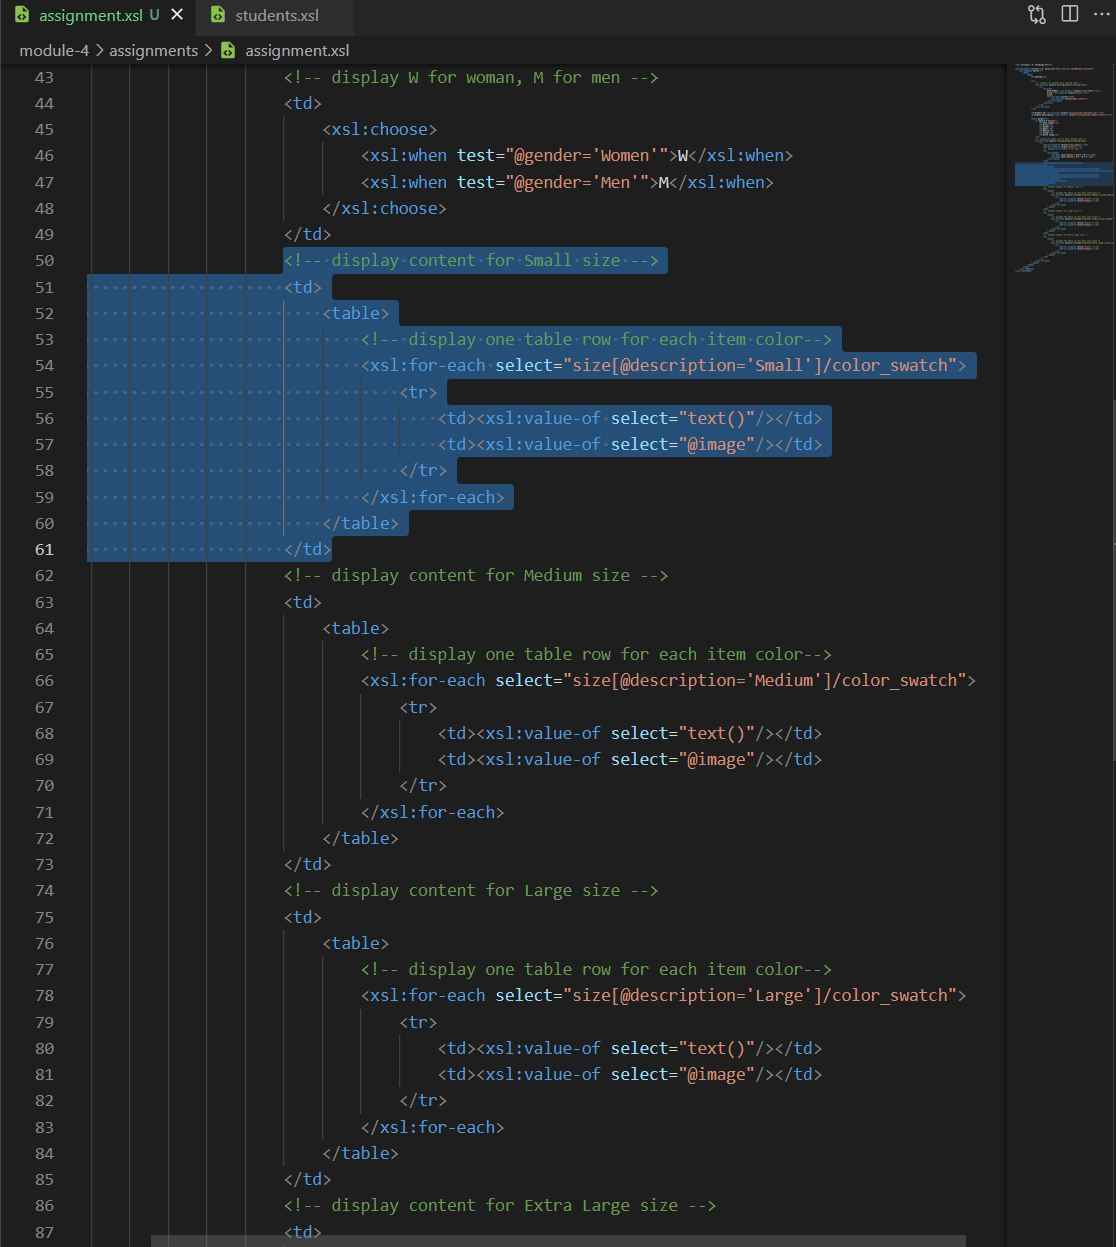 assignment.xsl U
students.xsl
module-4 > assignments > assignment.xsl
43 <!-- display W for woman, M for men -->
44 <td>
45 <xsl:choose>
46 <xsl:when test="@gender='Women'">W</xsl:when>
47 <xsl:when test="@gender='Men'">M</xsl:when>
48 </xsl:choose>
49 </td>
50 <!-- display content for Small size -->
51 <td>
52 <table>
53 <!-- display one table row for each item color-->
54 <xsl:for-each select="size[@description='Small']/color_swatch">
55 <tr>
56 <td><xsl:value-of select="text()"/></td>
57 <td><xsl:value-of select="@image"/></td>
58 </tr>
59 </xsl:for-each>
60 </table>
61 </td>
62 <!-- display content for Medium size -->
63 <td>
64 <table>
65 <!-- display one table row for each item color-->
66 <xsl:for-each select="size[@description='Medium']/color_swatch">
67 <tr>
68 <td><xsl:value-of select="text()"/></td>
69 <td><xsl:value-of select="@image"/></td>
70 </tr>
71 </xsl:for-each>
72 </table>
73 </td>
74 <!-- display content for Large size -->
75 <td>
76 <table>
77 <!-- display one table row for each item color-->
78 <xsl:for-each select="size[@description='Large']/color_swatch">
79 <tr>
80 <td><xsl:value-of select="text()"/></td>
81 <td><xsl:value-of select="@image"/></td>
82 </tr>
83 </xsl:for-each>
84 </table>
85 </td>
86 <!-- display content for Extra Large size -->
87 <td>